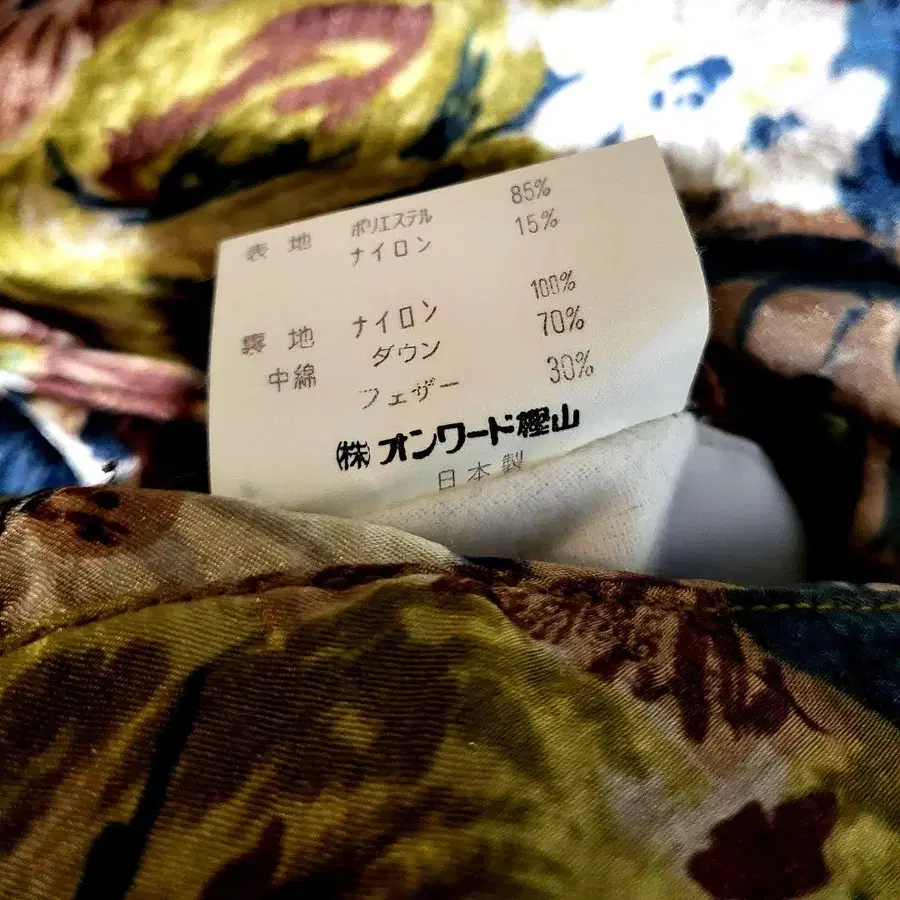 表地 ポリエステル 85%
ナイロン 15%
裏地 ナイロン 100%
中綿 ダウン 70%
フェザー 30%
㈱オンワード樫山
日本製